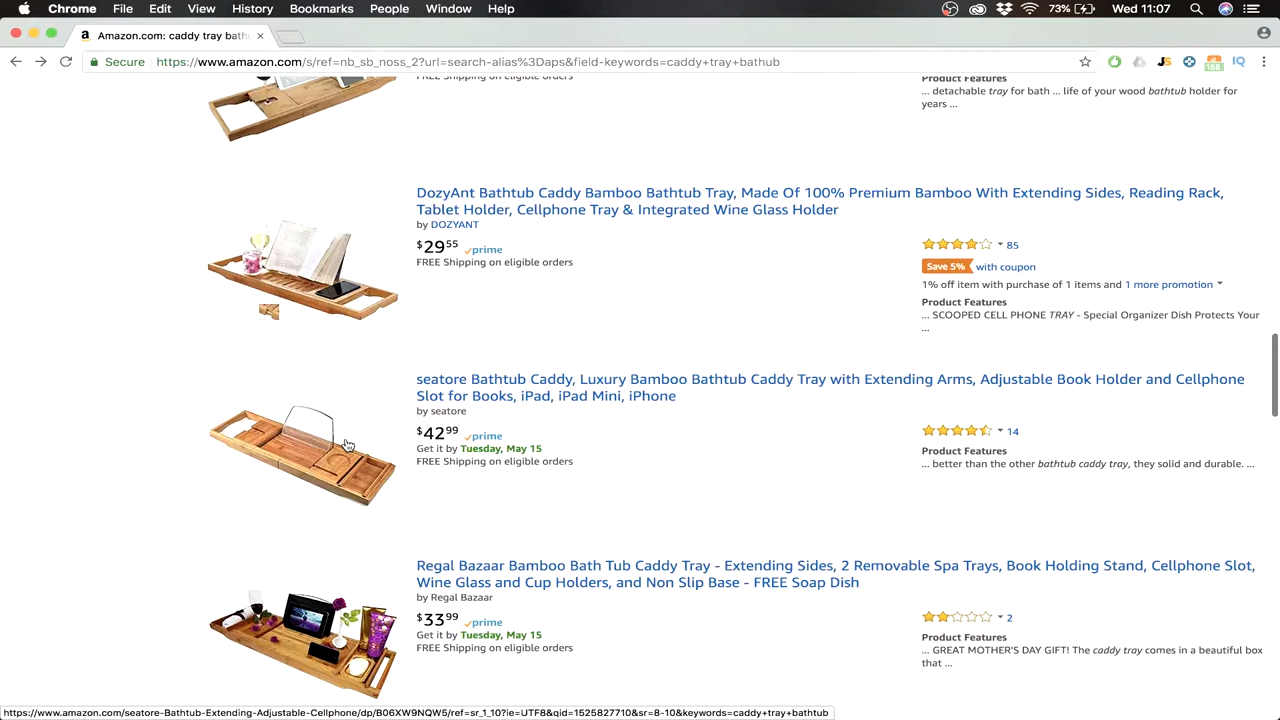 Chrome File Edit View History Bookmarks People Window Help 73% Wed 11:07
Amazon.com: caddy tray bath
Secure https://www.amazon.com/s/ref=nb_sb_noss_2?url=search-alias%3Daps&field-keywords=caddy+tray+bathub
JS 158 IQ
FREE Shipping on eligible orders
Product Features
... detachable tray for bath ... life of your wood bathtub holder for
years ...
DozyAnt Bathtub Caddy Bamboo Bathtub Tray, Made Of 100% Premium Bamboo With Extending Sides, Reading Rack,
Tablet Holder, Cellphone Tray & Integrated Wine Glass Holder
by DOZYANT
$29 55 prime
FREE Shipping on eligible orders
85
Save 5% with coupon
1% off item with purchase of 1 items and 1 more promotion
Product Features
... SCOOPED CELL PHONE TRAY - Special Organizer Dish Protects Your
...
seatore Bathtub Caddy, Luxury Bamboo Bathtub Caddy Tray with Extending Arms, Adjustable Book Holder and Cellphone
Slot for Books, iPad, iPad Mini, iPhone
by seatore
$42 99 prime
Get it by Tuesday, May 15
FREE Shipping on eligible orders
14
Product Features
... better than the other bathtub caddy tray, they solid and durable. ...
Regal Bazaar Bamboo Bath Tub Caddy Tray - Extending Sides, 2 Removable Spa Trays, Book Holding Stand, Cellphone Slot,
Wine Glass and Cup Holders, and Non Slip Base - FREE Soap Dish
by Regal Bazaar
$33 99 prime
Get it by Tuesday, May 15
FREE Shipping on eligible orders
2
Product Features
... GREAT MOTHER'S DAY GIFT! The caddy tray comes in a beautiful box
that ...
https://www.amazon.com/seatore-Bathtub-Extending-Adjustable-Cellphone/dp/B06XW9NQW5/ref=sr_1_10?ie=UTF8&qid=1525827710&sr=8-10&keywords=caddy+tray+bathtub